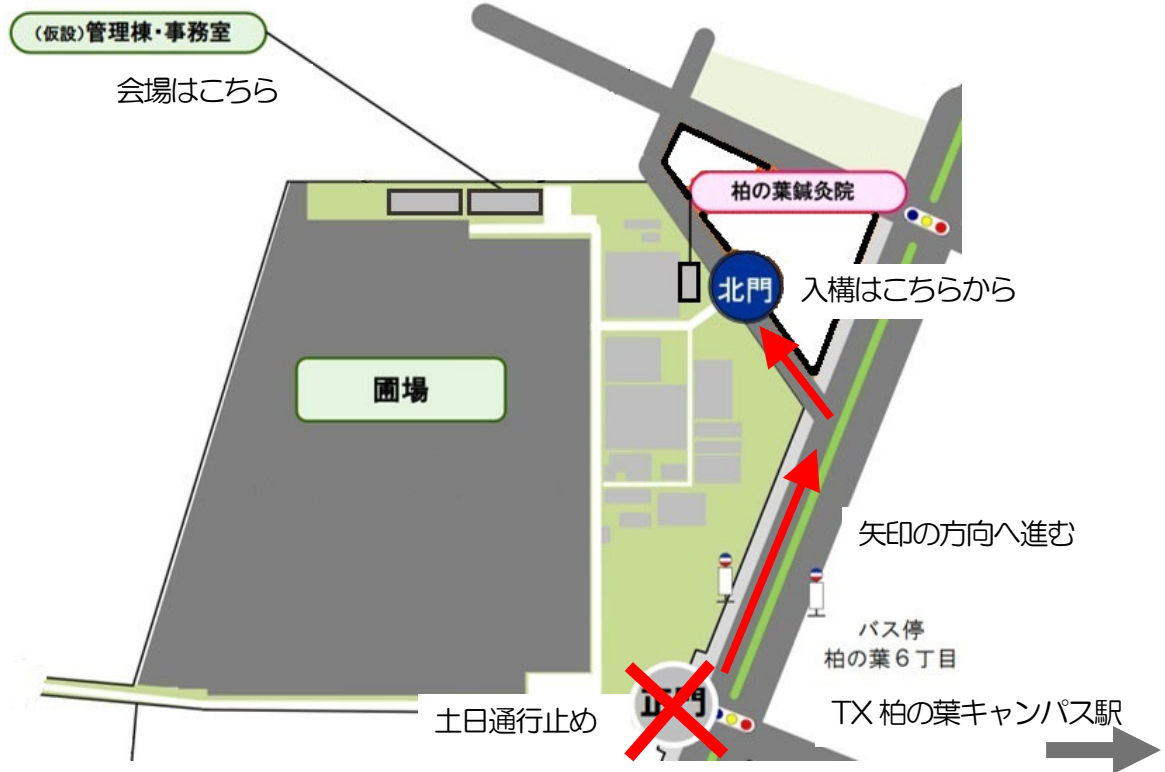 （仮設）管理棟・事務室
会場はこちら
柏の葉鍼灸院
北門
入構はこちらから
圃場
矢印の方向へ進む
バス停
柏の葉６丁目
正門
土日通行止め
TX 柏の葉キャンパス駅